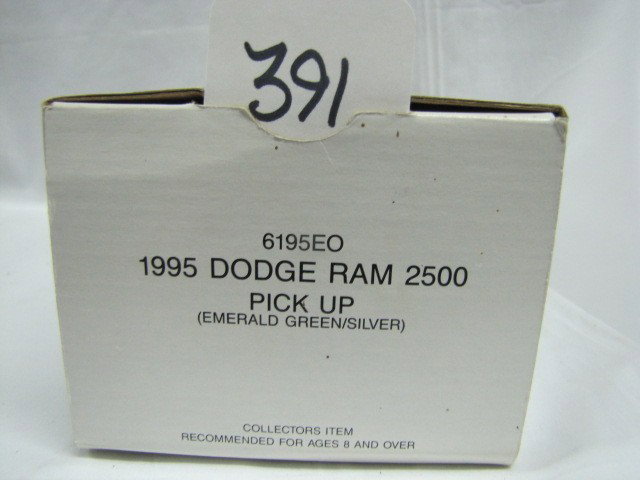 391
6195EO
1995 DODGE RAM 2500
PICK UP
(EMERALD GREEN/SILVER)
COLLECTORS ITEM
RECOMMENDED FOR AGES 8 AND OVER